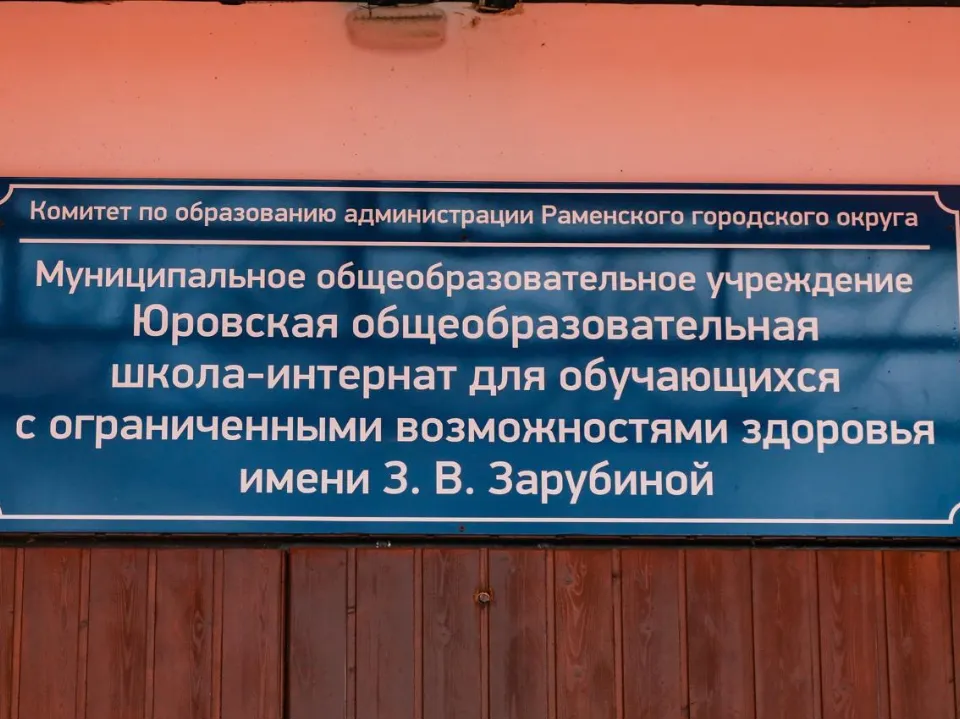 Комитет по образованию администрации Раменского городского округа
Муниципальное общеобразовательное учреждение
Юровская общеобразовательная
школа-интернат для обучающихся
с ограниченными возможностями здоровья
имени З. В. Зарубиной